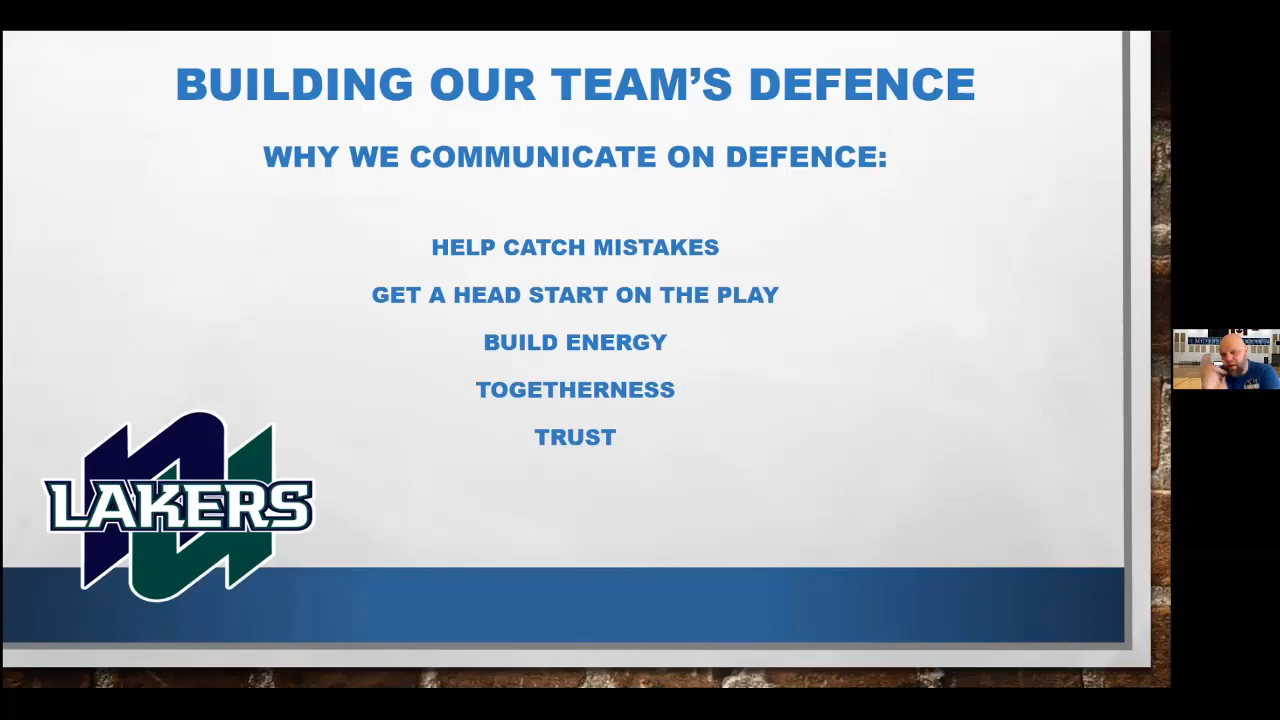 BUILDING OUR TEAM'S DEFENCE
WHY WE COMMUNICATE ON DEFENCE:
HELP CATCH MISTAKES
GET A HEAD START ON THE PLAY
BUILD ENERGY
TOGETHERNESS
TRUST
LAKERS